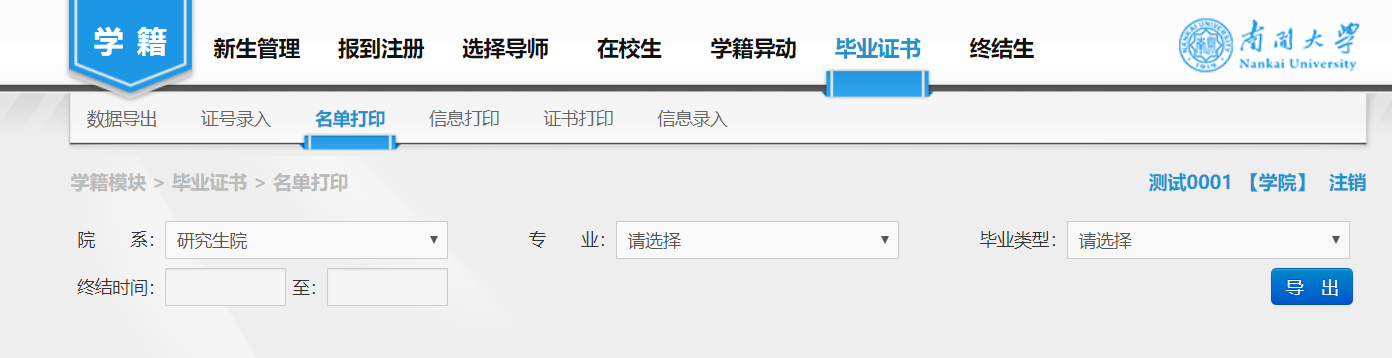 学 籍
新生管理 报到注册 选择导师 在校生 学籍异动 毕业证书 终结生
南开大学
Nankai University
数据导出 证号录入 名单打印 信息打印 证书打印 信息录入
学籍模块 > 毕业证书 > 名单打印 测试0001 【学院】 注销
院 系： 研究生院 专 业： 请选择 毕业类型： 请选择
终结时间： 至： 导 出